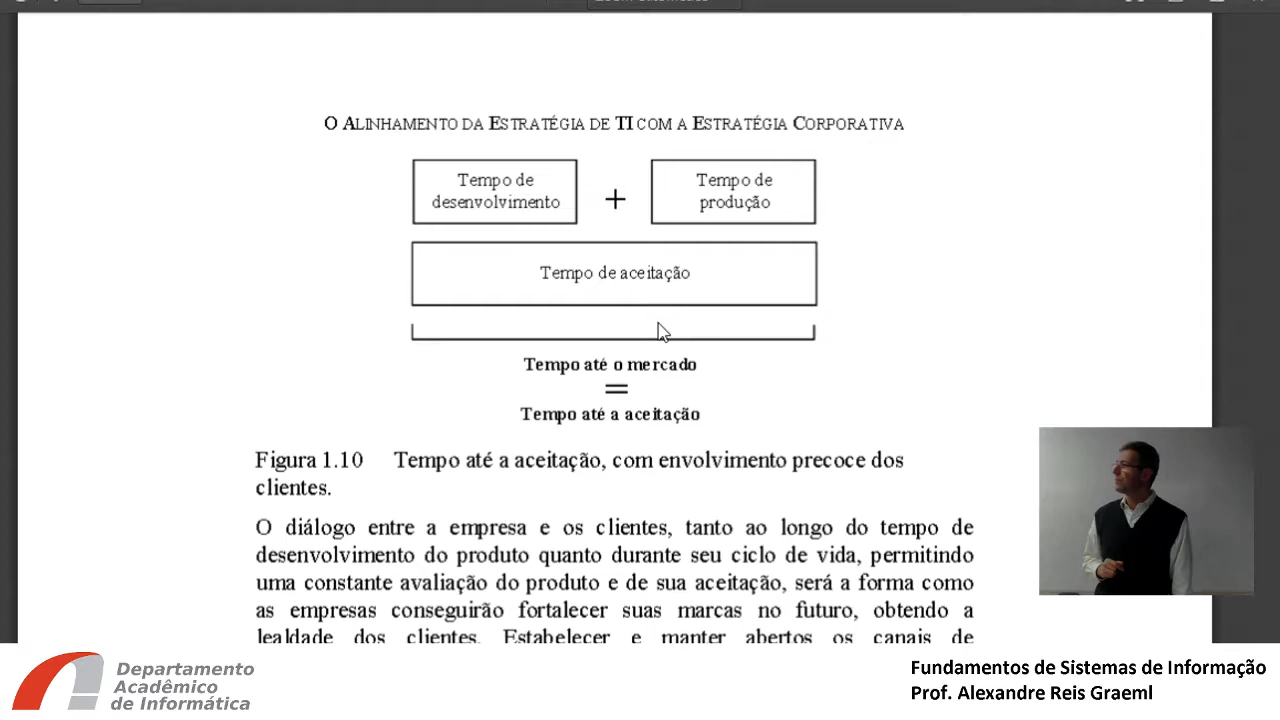 O ALINHAMENTO DA ESTRATÉGIA DE TI COM A ESTRATÉGIA CORPORATIVA
Tempo de
desenvolvimento
+
Tempo de
produção
Tempo de aceitação
Tempo até o mercado
=
Tempo até a aceitação
Figura 1.10 Tempo até a aceitação, com envolvimento precoce dos
clientes.
O diálogo entre a empresa e os clientes, tanto ao longo do tempo de
desenvolvimento do produto quanto durante seu ciclo de vida, permitindo
uma constante avaliação do produto e de sua aceitação, será a forma como
as empresas conseguirão fortalecer suas marcas no futuro, obtendo a
lealdade dos clientes. Estabelecer e manter abertos os canais de
Departamento
Acadêmico
de Informática
Fundamentos de Sistemas de Informação
Prof. Alexandre Reis Graeml